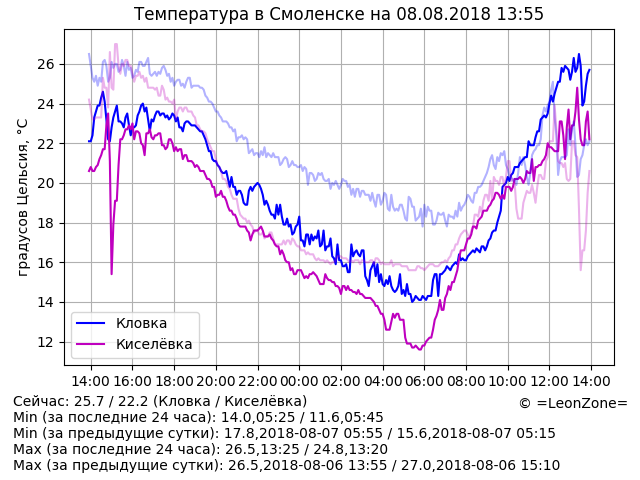 Температура в Смоленске на 08.08.2018 13:55
градусов Цельсия, °C
26
24
22
20
18
16
14
12
Кловка
Киселёвка
14:00 16:00 18:00 20:00 22:00 00:00 02:00 04:00 06:00 08:00 10:00 12:00 14:00
Сейчас: 25.7 / 22.2 (Кловка / Киселёвка)
© =LeonZone=
Min (за последние 24 часа): 14.0,05:25 / 11.6,05:45
Min (за предыдущие сутки): 17.8,2018-08-07 05:55 / 15.6,2018-08-07 05:15
Max (за последние 24 часа): 26.5,13:25 / 24.8,13:20
Max (за предыдущие сутки): 26.5,2018-08-06 13:55 / 27.0,2018-08-06 15:10